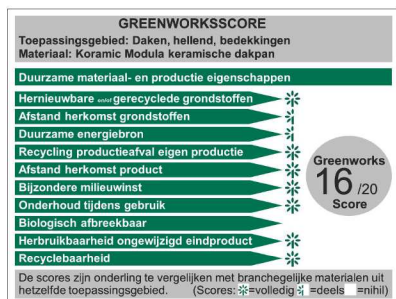 GREENWORKSSCORE
Toepassingsgebied: Daken, hellend, bedekkingen
Materiaal: Koramic Modula keramische dakpan
Duurzame materiaal- en productie eigenschappen
Hernieuwbare en/of gerecyclede grondstoffen
Afstand herkomst grondstoffen
Duurzame energiebron
Recycling productieafval eigen productie
Afstand herkomst product
Bijzondere milieuwinst
Onderhoud tijdens gebruik
Biologisch afbreekbaar
Herbruikbaarheid ongewijzigd eindproduct
Recyclebaarheid
Greenworks
16/20
Score
De scores zijn onderling te vergelijken met branchegelijke materialen uit
hetzelfde toepassingsgebied. (Scores: =volledig =deels =nihil)